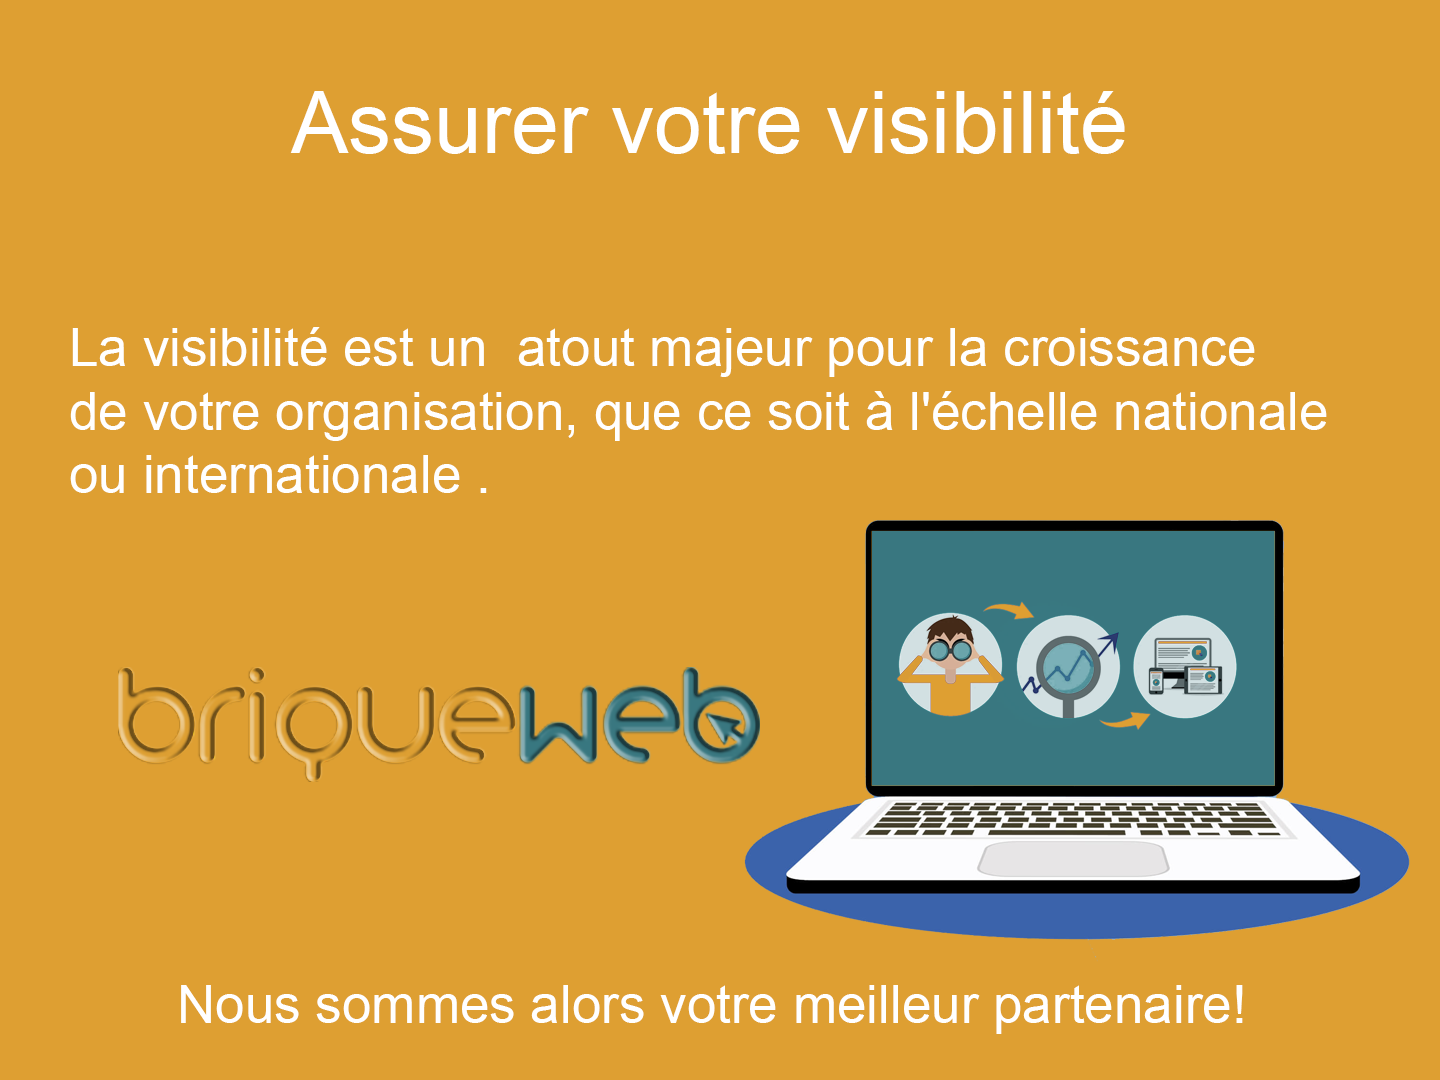 Assurer votre visibilité
La visibilité est un  atout majeur pour la croissance
de votre organisation, que ce soit à l'échelle nationale
ou internationale .
briqueweb
Nous sommes alors votre meilleur partenaire!